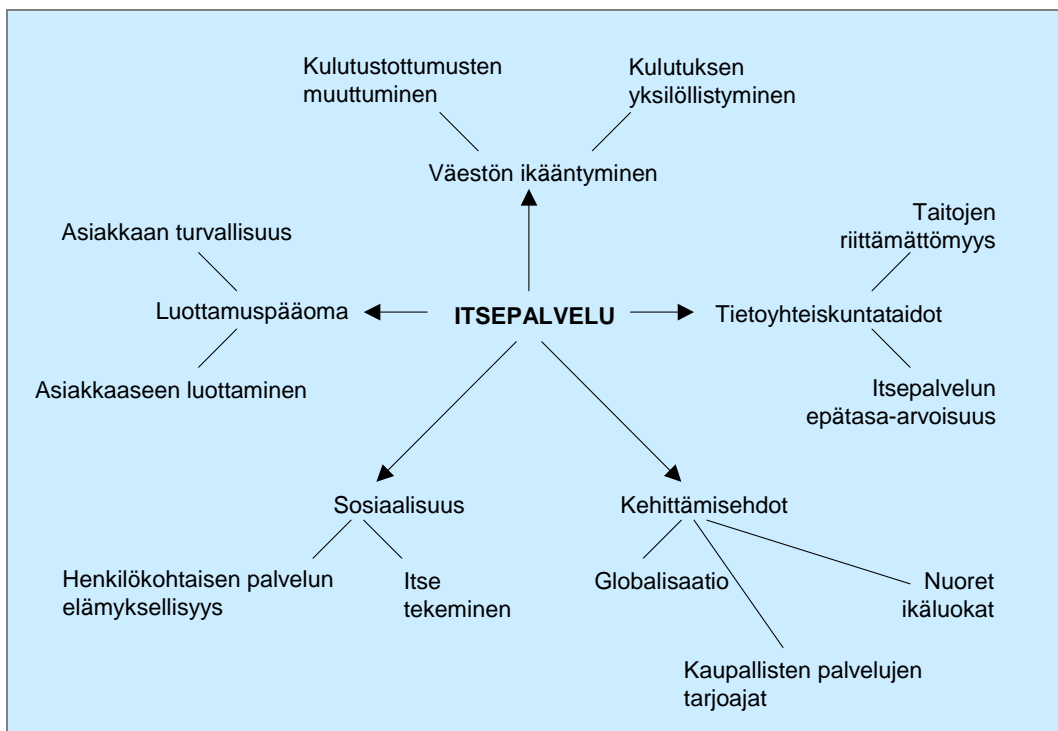 Kulutustottumusten
muuttuminen
Kulutuksen
yksilöllistyminen
Väestön ikääntyminen
Asiakkaan turvallisuus
Luottamuspääoma
Asiakkaaseen luottaminen
ITSEPALVELU
Taitojen
riittämättömyys
Tietoyhteiskuntataidot
Itsepalvelun
epätasa-arvoisuus
Sosiaalisuus
Henkilökohtaisen palvelun
elämyksellisyys
Itse
tekeminen
Kehittämisehdot
Globalisaatio
Nuoret
ikäluokat
Kaupallisten palvelujen
tarjoajat